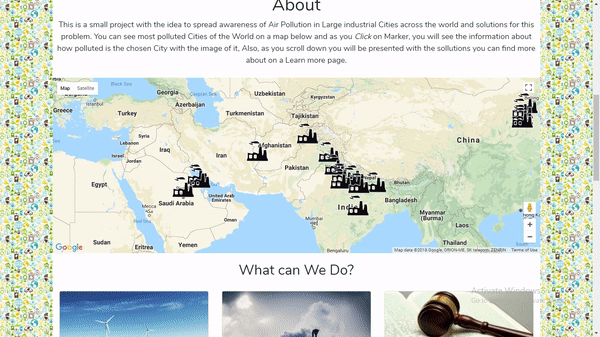 About
This is a small project with the idea to spread awareness of Air Pollution in Large industrial Cities across the world and solutions for this
problem. You can see most polluted Cities of the World on a map below and as you Click on Marker, you will see the information about
how polluted is the chosen City with the image of it, Also, as you scroll down you will be presented with the sollutions you can find more
about on a Learn more page.
Map Satellite
Black Sea
Georgia
Uzbekistan
Kyrgyzstan
Azerbaijan
Greece
Turkey
Turkmenistan
Tajikistan
Syria
China
Lebanon
Israel
Iraq
Iran
Afghanistan
Jordan
Pakistan
Nepal
Bhutan
Egypt
Saudi Arabia
United Arab
Emirates
Bangladesh
India
Oman
Myanmar
(Burma)
Mumbai
Laos
Sudan
Eritrea
Yemen
Thailand
Bengaluru
Google
Map data ©2019 Google, ORION-ME, SK telecom, ZENRIN Terms of Use
What can We Do?
Activate Windows